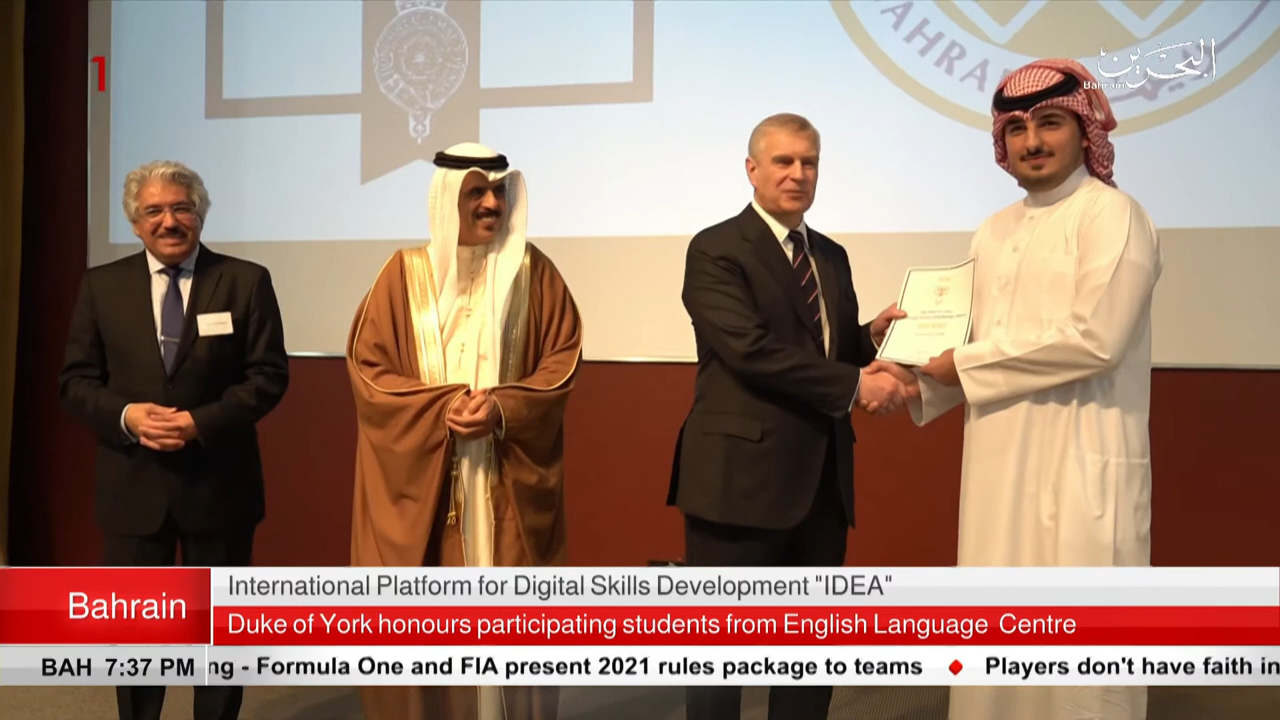 1
BAHRA
البحرين
Bahrain
Bahrain
International Platform for Digital Skills Development "IDEA"
Duke of York honours participating students from English Language Centre
BAH 7:37 PM
ng - Formula One and FIA present 2021 rules package to teams ◆ Players don't have faith in